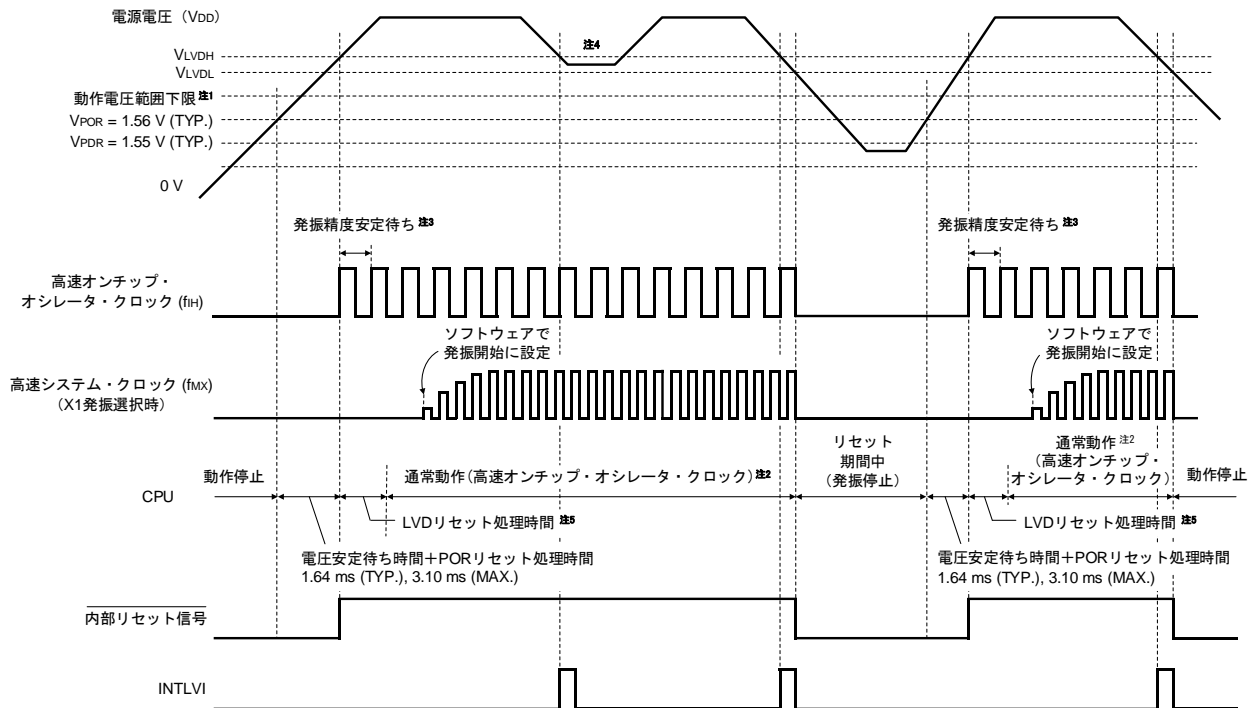 電源電圧（VDD）
注4
VLVDH
VLVDL
動作電圧範囲下限 注1
VPOR = 1.56 V (TYP.)
VPDR = 1.55 V (TYP.)
0 V
発振精度安定待ち 注3
発振精度安定待ち 注3
高速オンチップ・
オシレータ・クロック (fIH)
ソフトウェアで
発振開始に設定
ソフトウェアで
発振開始に設定
高速システム・クロック (fMX)
（X1発振選択時）
CPU
動作停止
通常動作（高速オンチップ・オシレータ・クロック）注2
リセット
期間中
（発振停止）
通常動作 注2
（高速オンチップ・
オシレータ・クロック）
動作停止
LVDリセット処理時間 注5
LVDリセット処理時間 注5
電圧安定待ち時間＋PORリセット処理時間
1.64 ms (TYP.), 3.10 ms (MAX.)
電圧安定待ち時間＋PORリセット処理時間
1.64 ms (TYP.), 3.10 ms (MAX.)
内部リセット信号
INTLVI